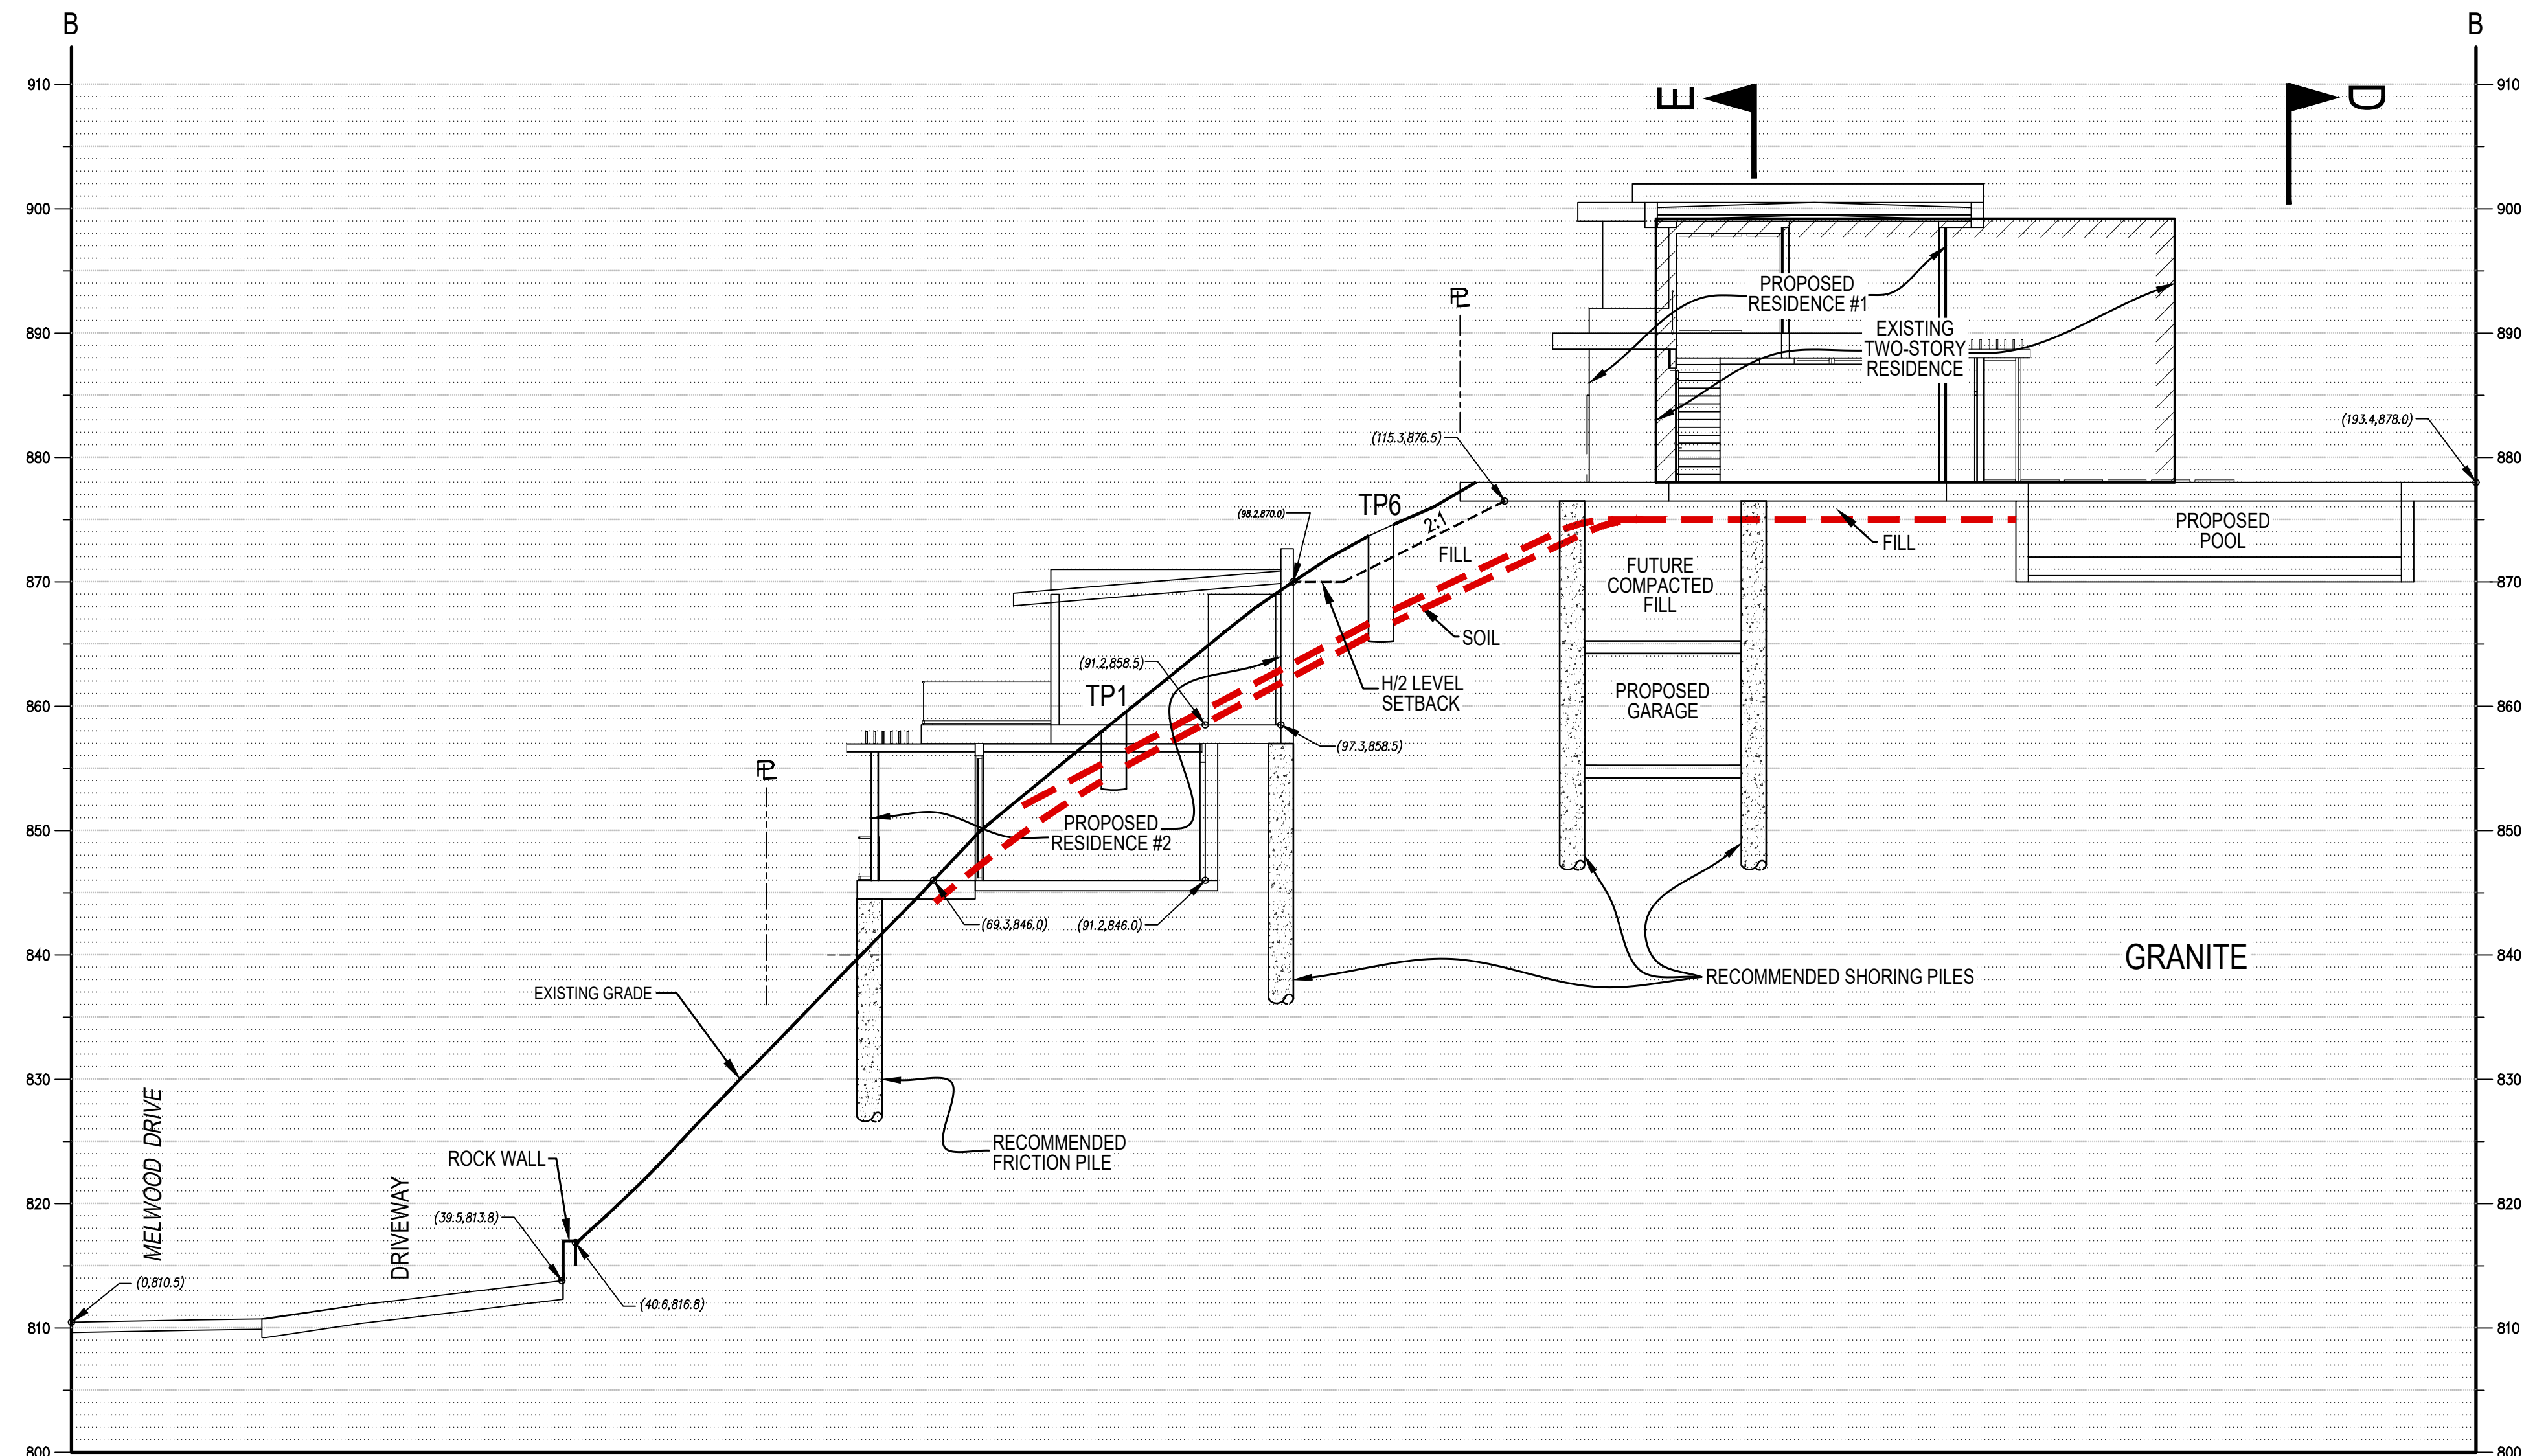 B
B
910
910
E
D
900
900
PROPOSED
RESIDENCE #1
PL
EXISTING
TWO-STORY
RESIDENCE
890
890
(193.4,878.0)
(115.3,876.5)
880
880
TP6
(98.2,870.0)
2:1
FILL
FILL
PROPOSED
POOL
FUTURE
COMPACTED
FILL
870
870
SOIL
(91.2,858.5)
H/2 LEVEL
SETBACK
TP1
PROPOSED
GARAGE
860
860
(97.3,858.5)
PL
PROPOSED
RESIDENCE #2
850
850
(69.3,846.0)
(91.2,846.0)
840
840
GRANITE
RECOMMENDED SHORING PILES
EXISTING GRADE
830
830
MELWOOD DRIVE
RECOMMENDED
FRICTION PILE
ROCK WALL
DRIVEWAY
820
820
(39.5,813.8)
(0,810.5)
(40.6,816.8)
810
810
800
800